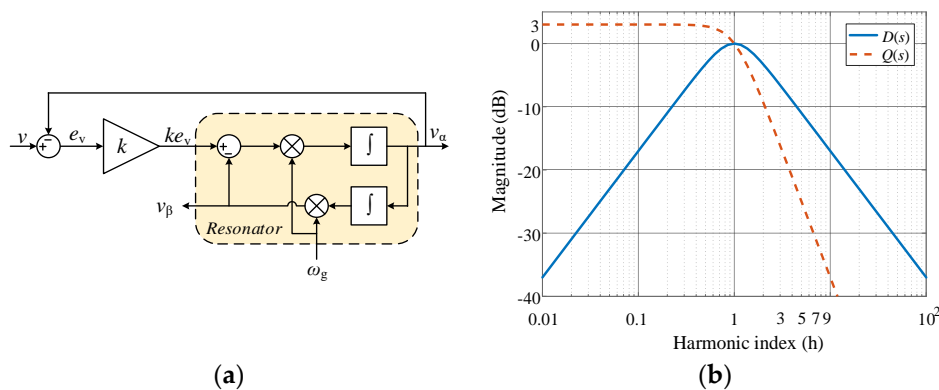 v
+
−
e_v
k
ke_v
+
−
∫
v_α
∫
v_β
Resonator
ω_g
(a)
D(s)
Q(s)
Magnitude (dB)
3
0
-10
-20
-30
-40
0.01
0.1
1
3
5
7
9
10^2
Harmonic index (h)
(b)